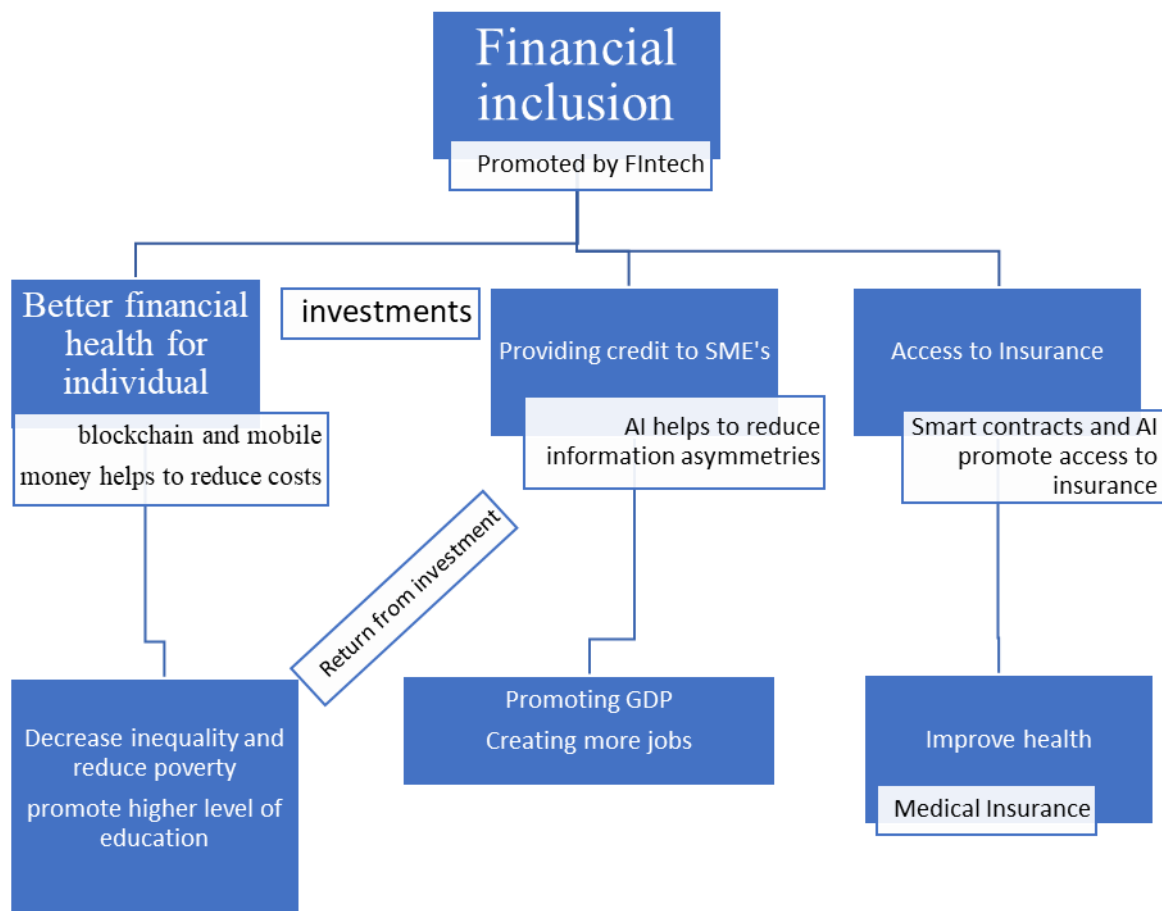 Financial
inclusion
Promoted by FIntech
Better financial
health for
individual
blockchain and mobile
money helps to reduce costs
investments
Providing credit to SME's
AI helps to reduce
information asymmetries
Access to Insurance
Smart contracts and AI
promote access to
insurance
Return from investment
Decrease inequality and
reduce poverty
promote higher level of
education
Promoting GDP
Creating more jobs
Improve health
Medical Insurance